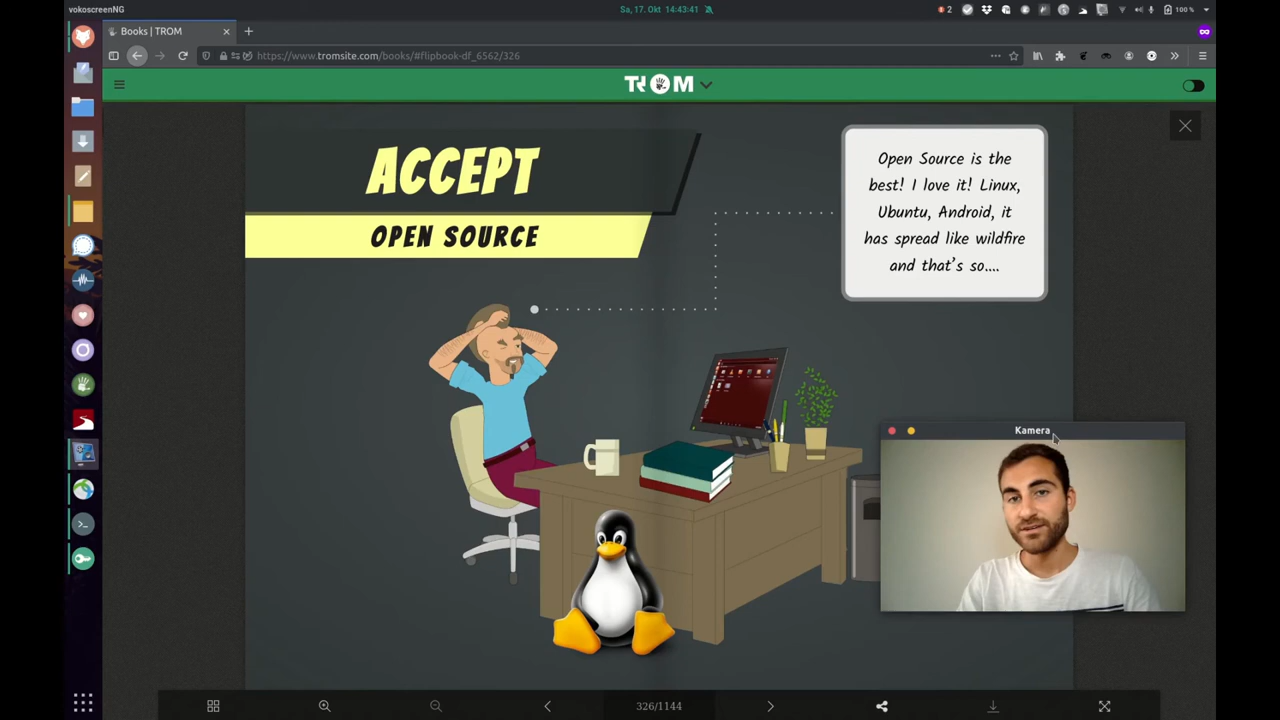 vokoscreenNG
Sa, 17. Okt 14:43:41
2
100 %
Books | TROM
https://www.tromsite.com/books/#flipbook-df_6562/326
TROM
ACCEPT
OPEN SOURCE
Open Source is the
best! I love it! Linux,
Ubuntu, Android, it
has spread like wildfire
and that's so....
Kamera
326/1144